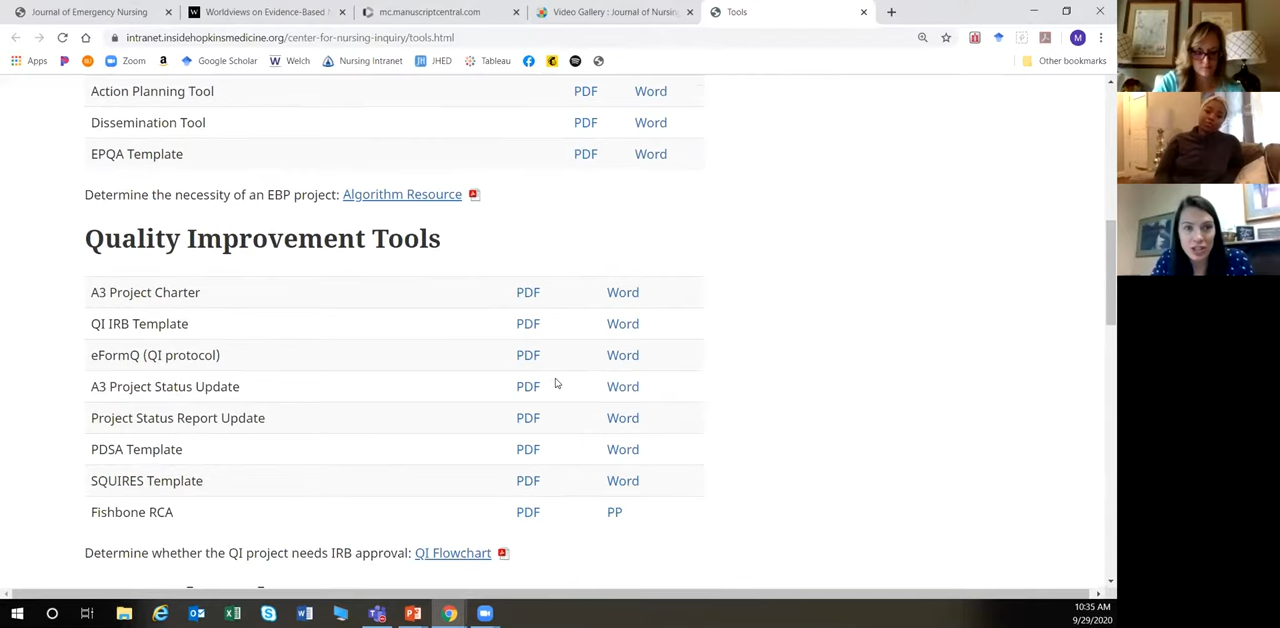 Journal of Emergency Nursing
Worldviews on Evidence-Based N
mc.manuscriptcentral.com
Video Gallery : Journal of Nursin
Tools
intranet.insidehopkinsmedicine.org/center-for-nursing-inquiry/tools.html
M
Apps Zoom Google Scholar W Welch Nursing Intranet JH JHED Tableau Other bookmarks
Action Planning Tool PDF Word
Dissemination Tool PDF Word
EPQA Template PDF Word
Determine the necessity of an EBP project: Algorithm Resource
Quality Improvement Tools
A3 Project Charter PDF Word
QI IRB Template PDF Word
eFormQ (QI protocol) PDF Word
A3 Project Status Update PDF Word
Project Status Report Update PDF Word
PDSA Template PDF Word
SQUIRES Template PDF Word
Fishbone RCA PDF PP
Determine whether the QI project needs IRB approval: QI Flowchart
10:35 AM
9/29/2020